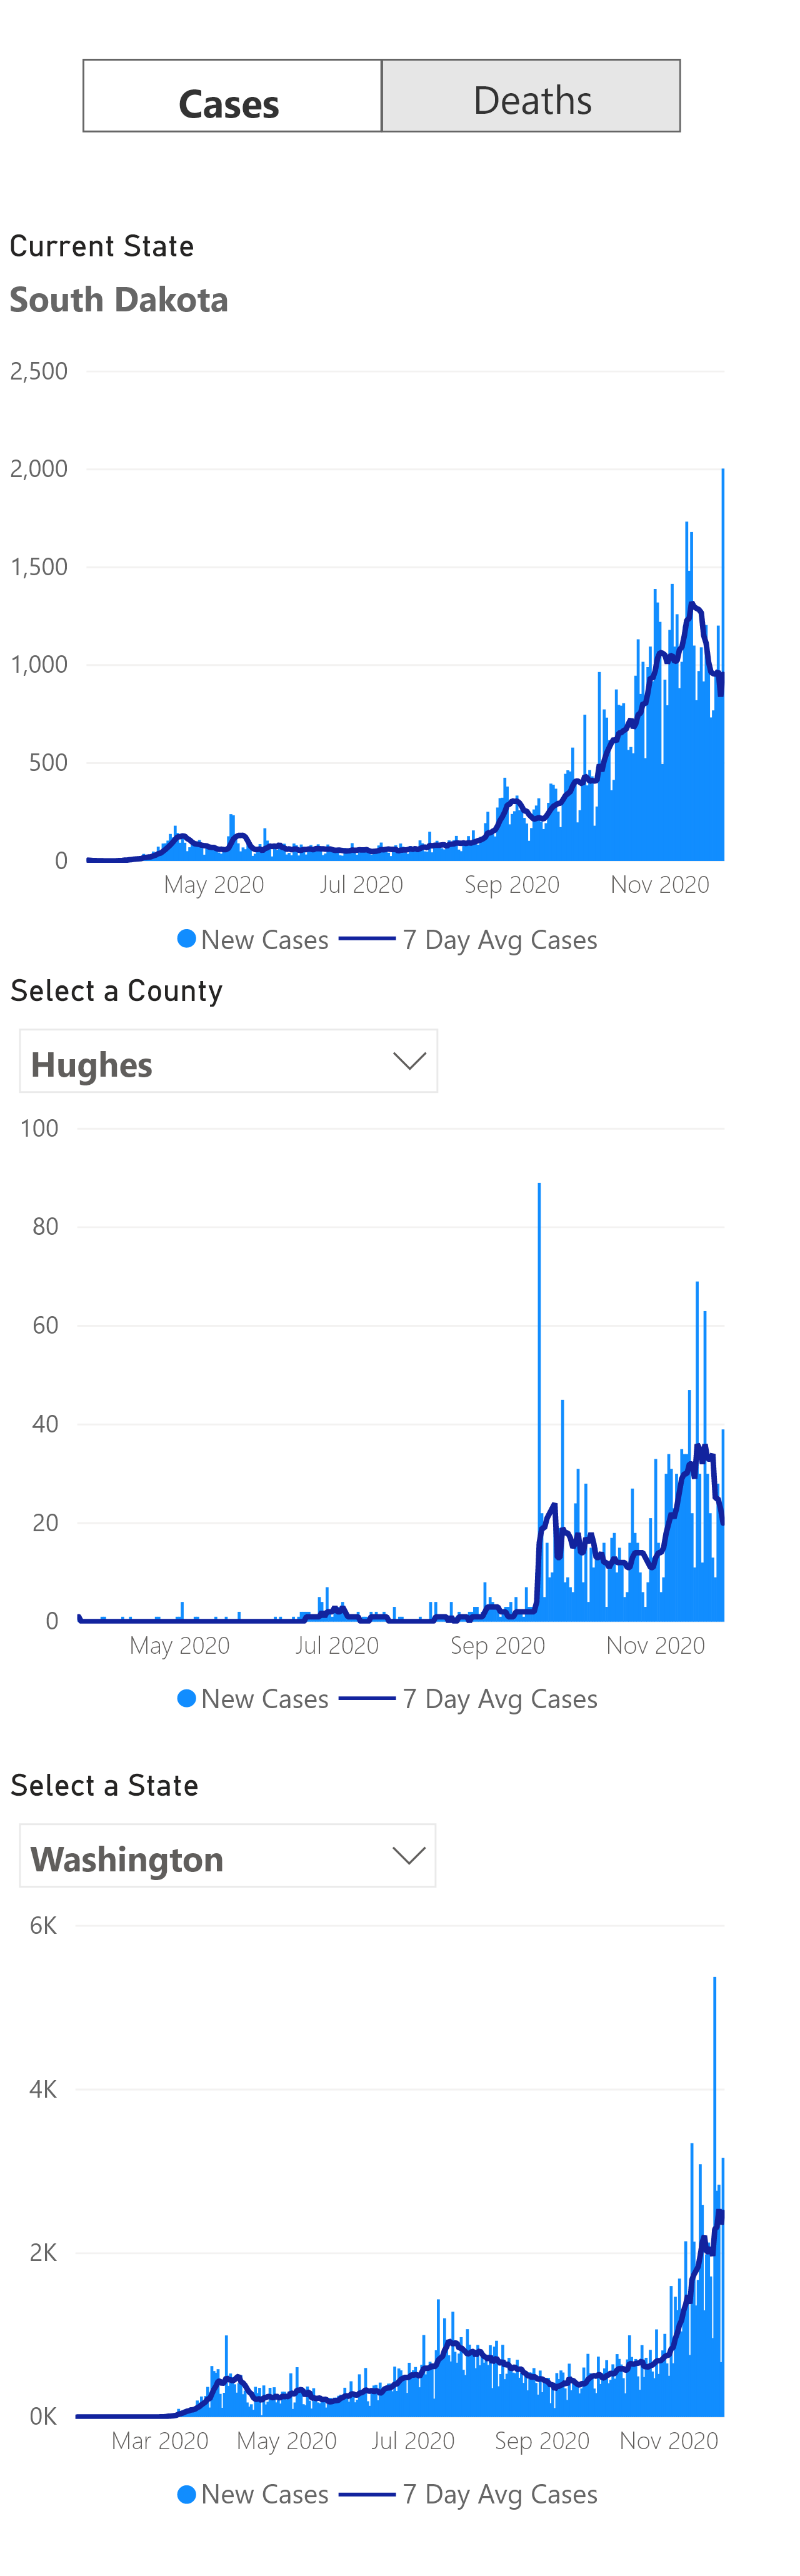 Cases Deaths
Current State
South Dakota
2,500
2,000
1,500
1,000
500
0
May 2020 Jul 2020 Sep 2020 Nov 2020
New Cases 7 Day Avg Cases
Select a County
Hughes
100
80
60
40
20
0
May 2020 Jul 2020 Sep 2020 Nov 2020
New Cases 7 Day Avg Cases
Select a State
Washington
6K
4K
2K
0K
Mar 2020 May 2020 Jul 2020 Sep 2020 Nov 2020
New Cases 7 Day Avg Cases